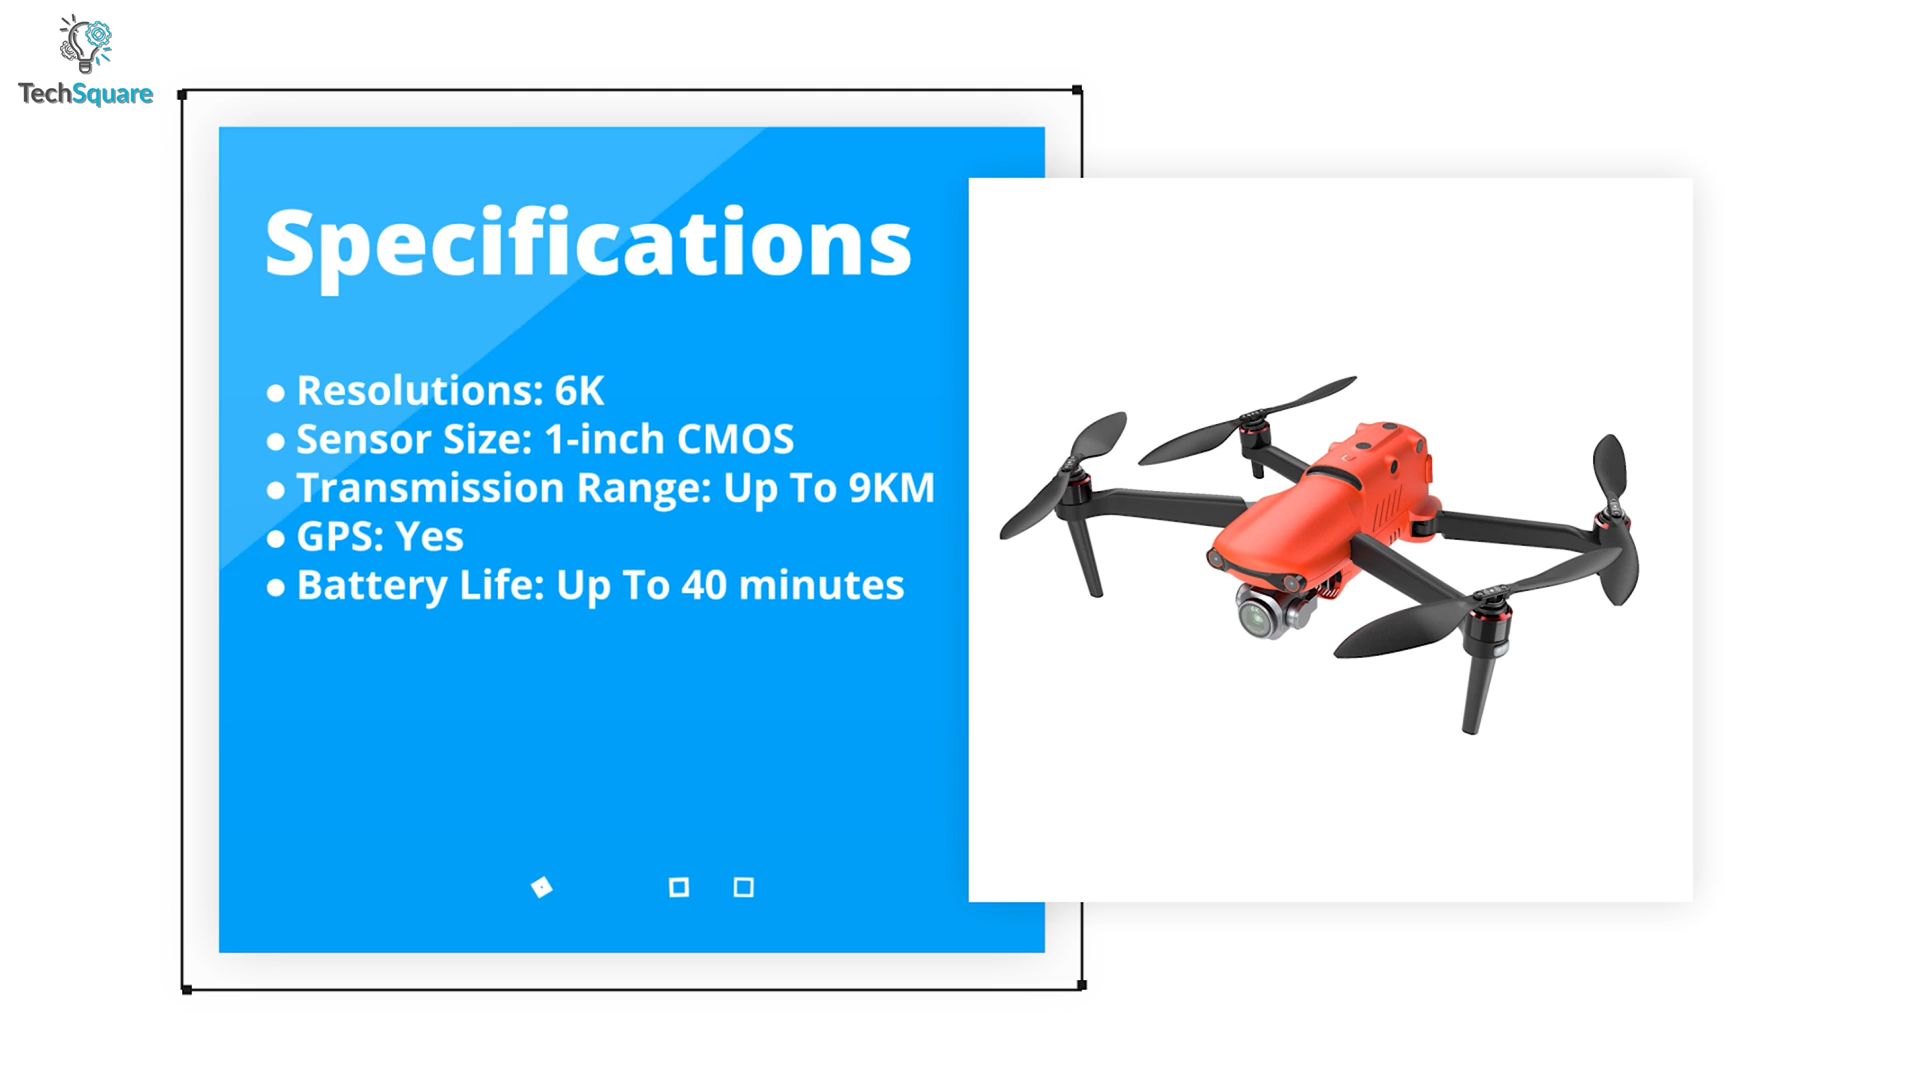 TechSquare
Specifications
● Resolutions: 6K
● Sensor Size: 1-inch CMOS
● Transmission Range: Up To 9KM
● GPS: Yes
● Battery Life: Up To 40 minutes